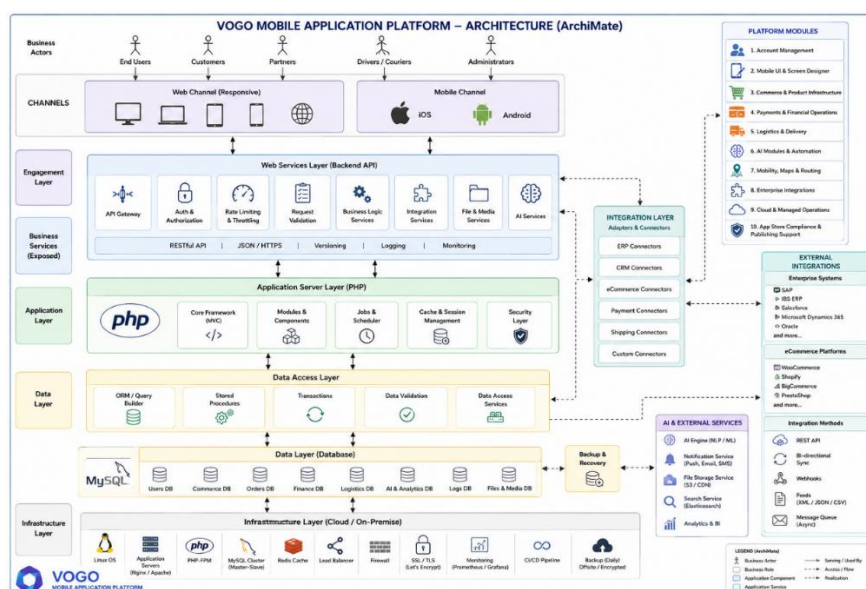 VOGO MOBILE APPLICATION PLATFORM – ARCHITECTURE (ArchiMate)
Business
Actors
End Users
Customers
Partners
Drivers / Couriers
Administrators
CHANNELS
Web Channel (Responsive)
Mobile Channel
iOS
Android
Engagement
Layer
Web Services Layer (Backend API)
API Gateway
Auth &
Authorization
Rate Limiting
& Throttling
Request
Validation
Business Logic
Services
Integration
Services
File & Media
Services
AI Services
Business
Services
(Exposed)
RESTful API | JSON / HTTPS | Versioning | Logging | Monitoring
Application
Layer
Application Server Layer (PHP)
php
Core Framework
(MVC)
Modules &
Components
Jobs &
Scheduler
Cache & Session
Management
Security
Layer
Data
Layer
Data Access Layer
ORM / Query
Builder
Stored
Procedures
Transactions
Data Validation
Data Access
Services
Data Layer (Database)
MySQL
Users DB
Commerce DB
Orders DB
Finance DB
Logistics DB
AI & Analytics DB
Logs DB
Files & Media DB
Backup &
Recovery
Infrastructure
Layer
Infrastructure Layer (Cloud / On-Premise)
Linux OS
Application
Servers
(Nginx / Apache)
php
PHP-FPM
MySQL Cluster
(Master-Slave)
Redis Cache
Load Balancer
Firewall
SSL / TLS
(Let's Encrypt)
Monitoring
(Prometheus / Grafana)
CI/CD Pipeline
Backup (Daily)
Offsite / Encrypted
VOGO
MOBILE APPLICATION PLATFORM
INTEGRATION LAYER
Adapters & Connectors
ERP Connectors
CRM Connectors
eCommerce Connectors
Payment Connectors
Shipping Connectors
Custom Connectors
AI & EXTERNAL SERVICES
AI Engine (NLP / ML)
Notification Service
(Push, Email, SMS)
File Storage Service
(S3 / CDN)
Search Service
(Elasticsearch)
Analytics & BI
PLATFORM MODULES
1. Account Management
2. Mobile UI & Screen Designer
3. Commerce & Product Infrastructure
4. Payments & Financial Operations
5. Logistics & Delivery
6. AI Modules & Automation
7. Mobility, Maps & Routing
8. Enterprise Integrations
9. Cloud & Managed Operations
10. App Store Compliance &
Publishing Support
EXTERNAL
INTEGRATIONS
Enterprise Systems
SAP
IBS ERP
Salesforce
Microsoft Dynamics 365
Oracle
and more...
eCommerce Platforms
WooCommerce
Shopify
BigCommerce
PrestaShop
and more...
Integration Methods
REST API
Bi-directional
Sync
Webhooks
Feeds
(XML / JSON / CSV)
Message Queue
(Async)
LEGEND (ArchiMate)
Business Actor
Business Role
Application Component
Application Service
Serving / Used By
Access / Flow
Realization